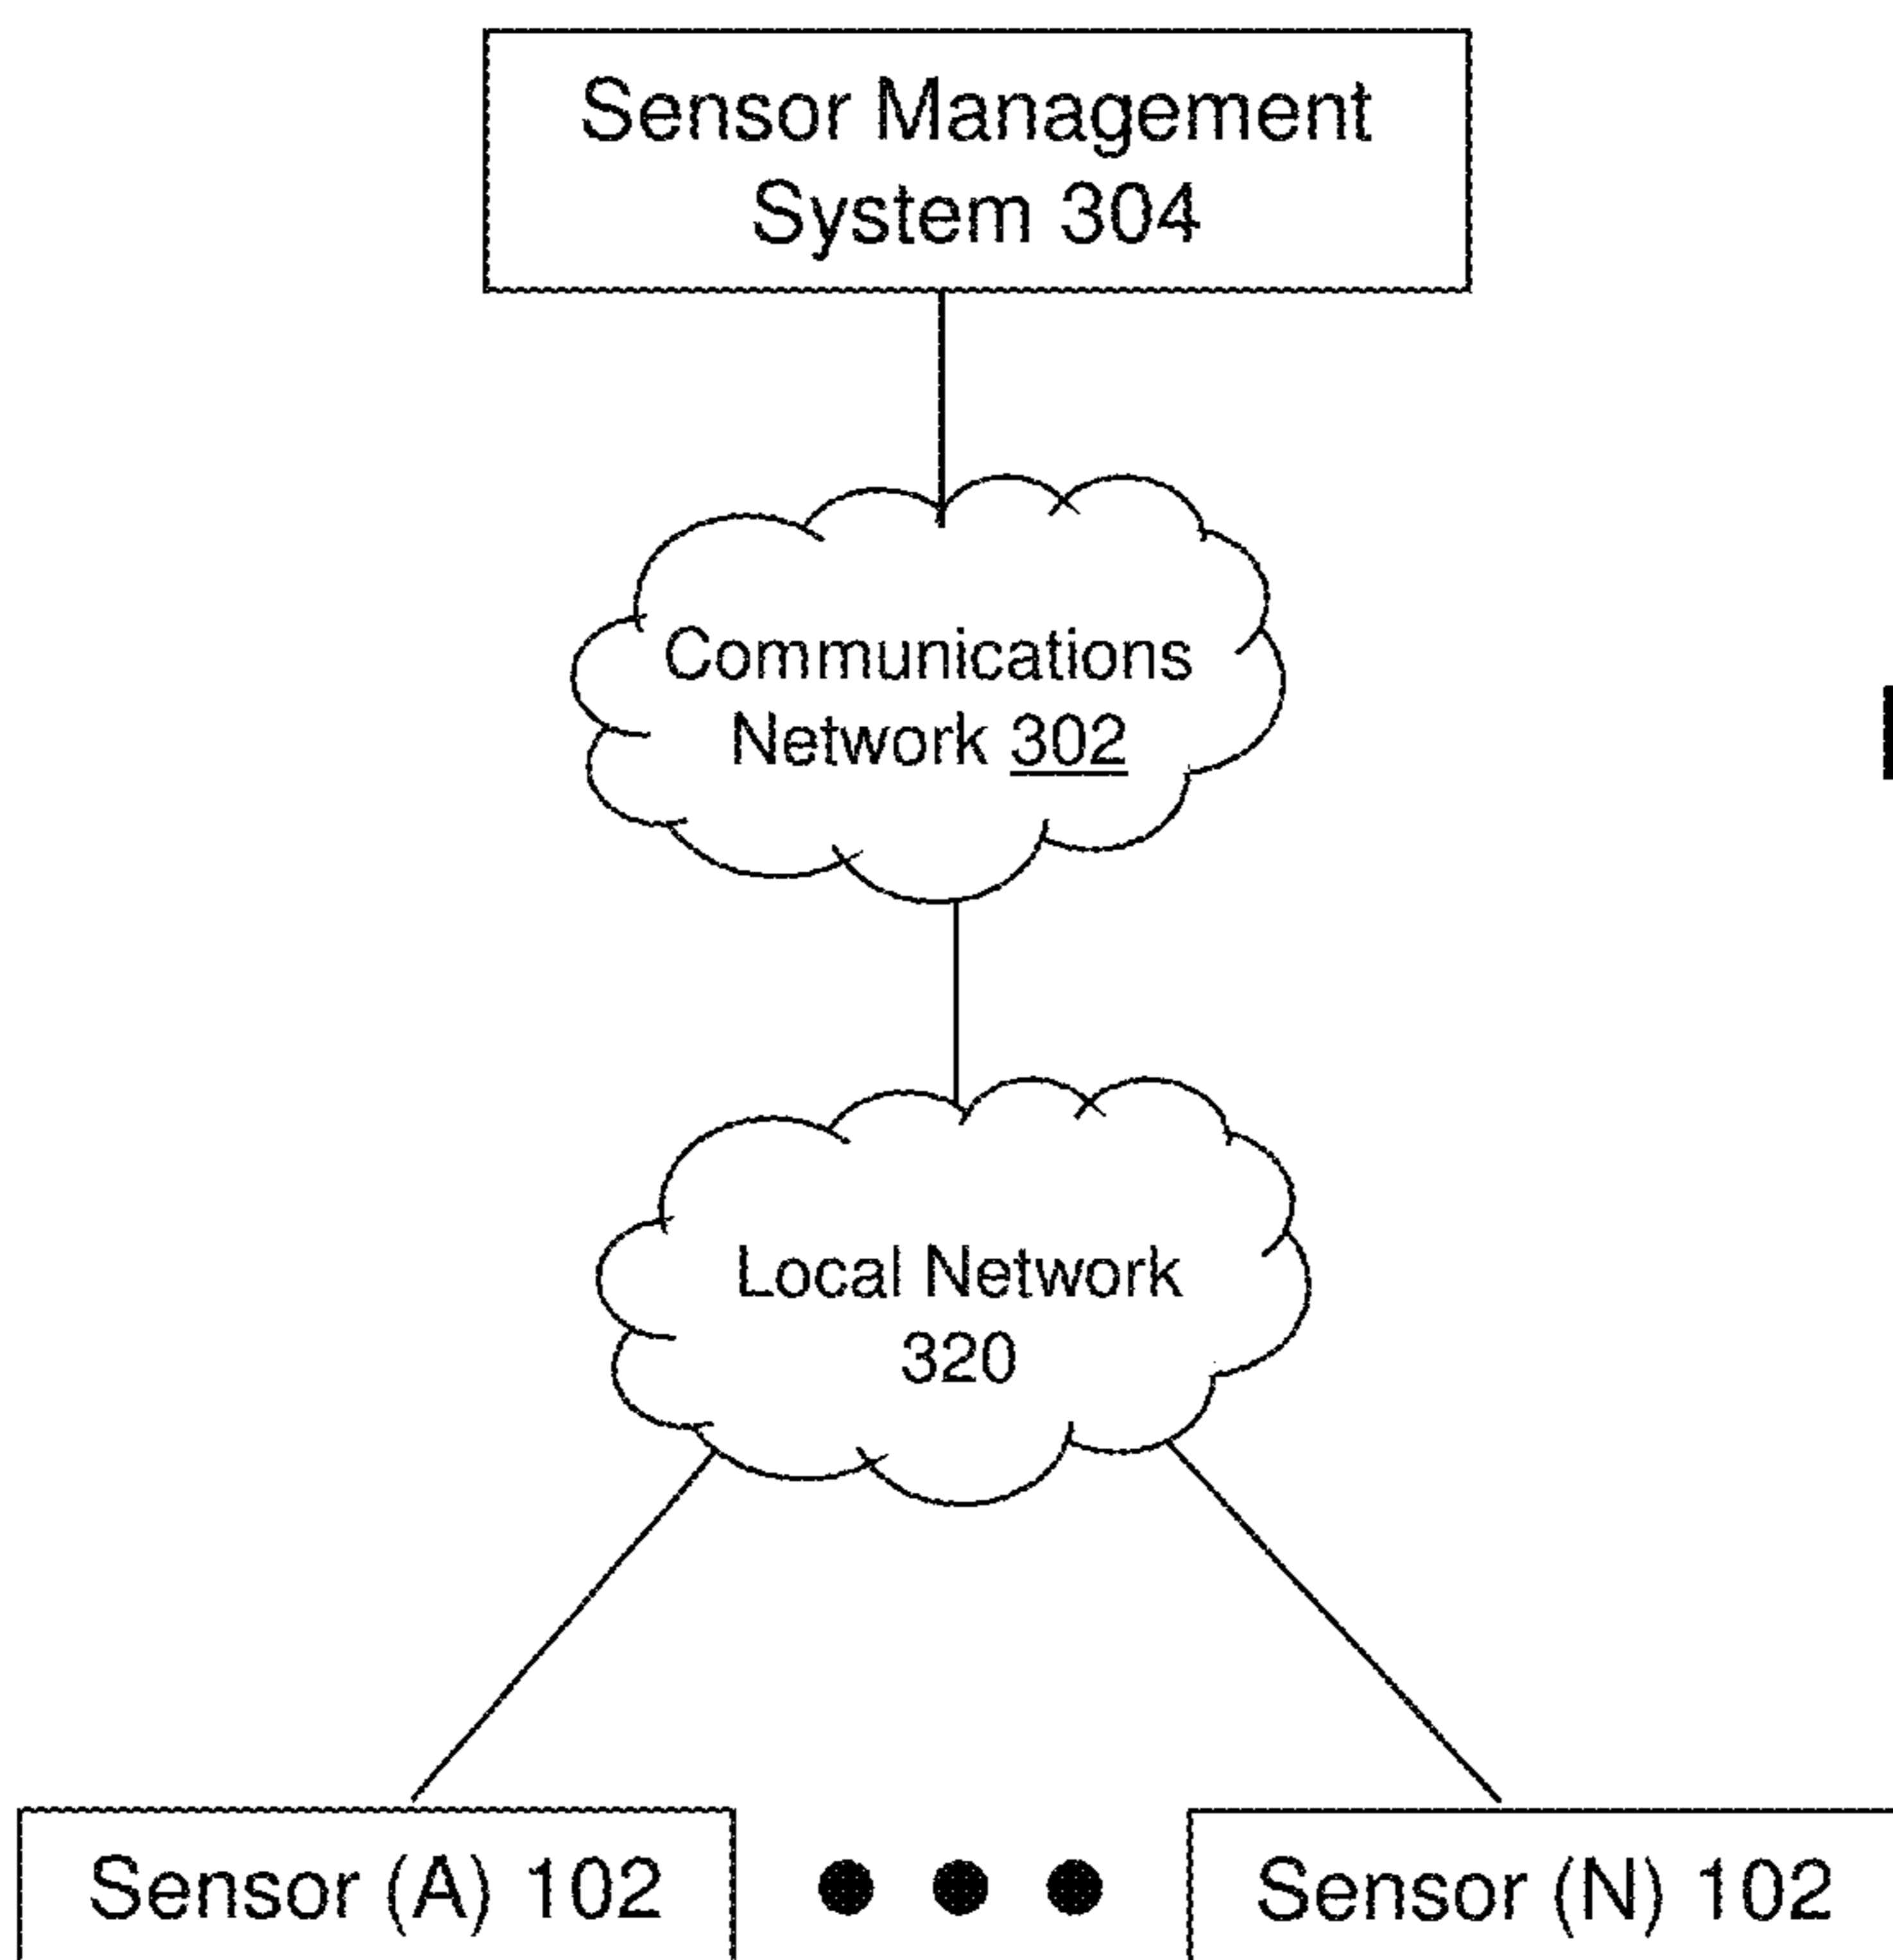 Sensor Management
System 304
Communications
Network 302
Local Network
320
Sensor (A) 102
Sensor (N) 102